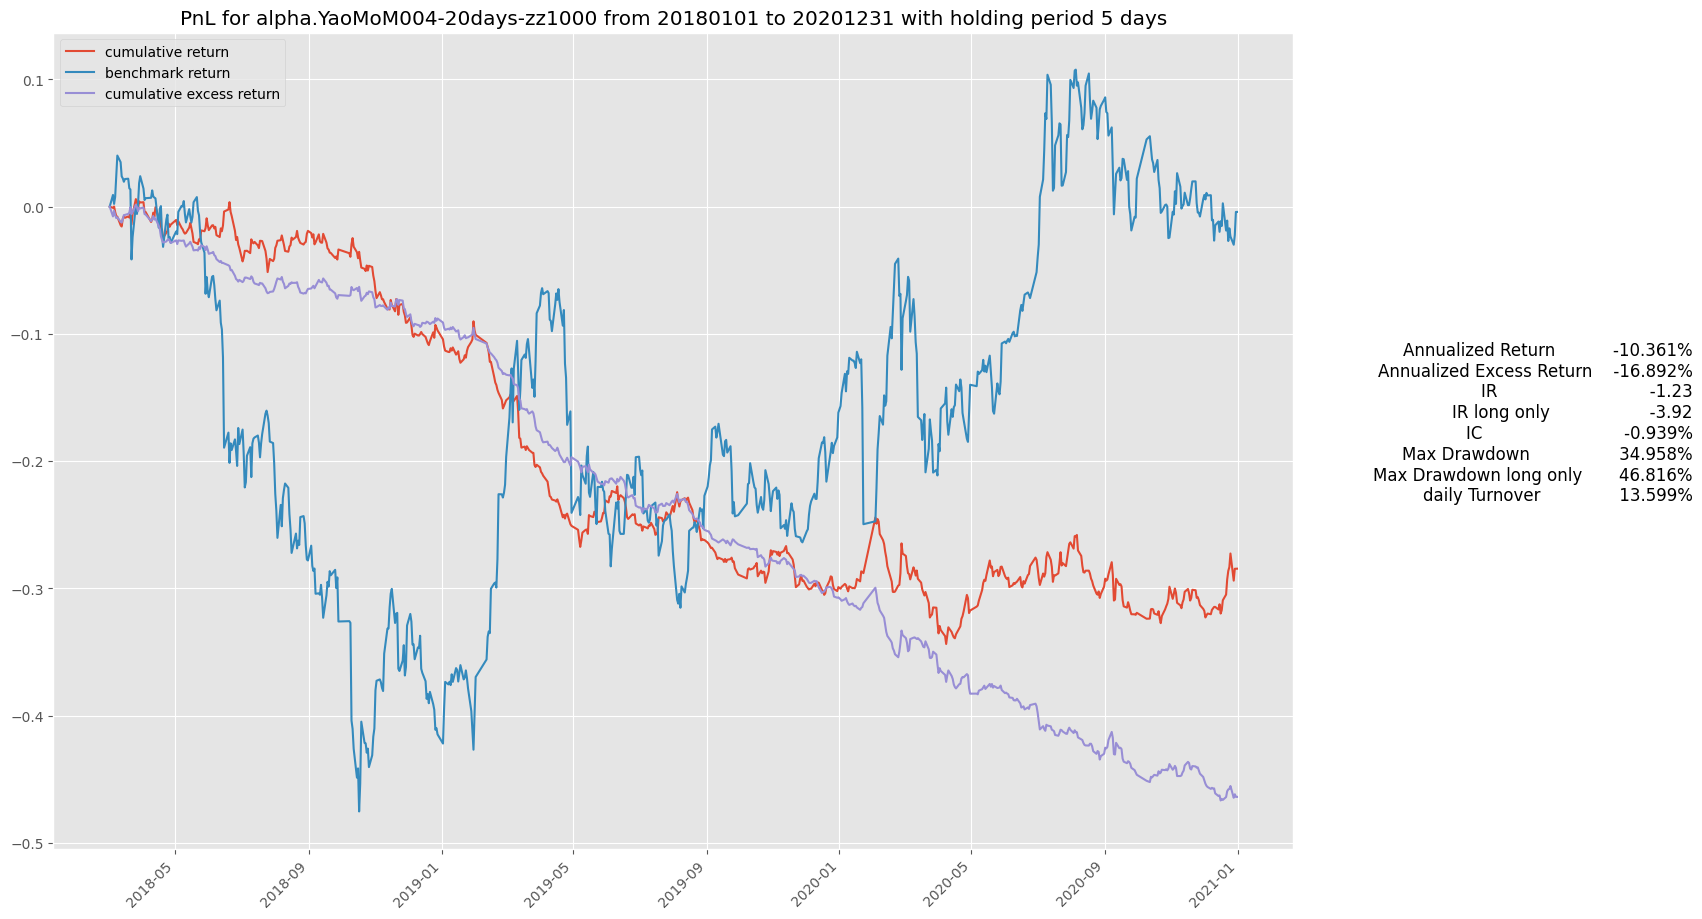 PnL for alpha.YaoMoM004-20days-zz1000 from 20180101 to 20201231 with holding period 5 days
cumulative return
benchmark return
cumulative excess return
0.1
0.0
−0.1
−0.2
−0.3
−0.4
−0.5
2018-05
2018-09
2019-01
2019-05
2019-09
2020-01
2020-05
2020-09
2021-01
Annualized Return -10.361%
Annualized Excess Return -16.892%
IR -1.23
IR long only -3.92
IC -0.939%
Max Drawdown 34.958%
Max Drawdown long only 46.816%
daily Turnover 13.599%